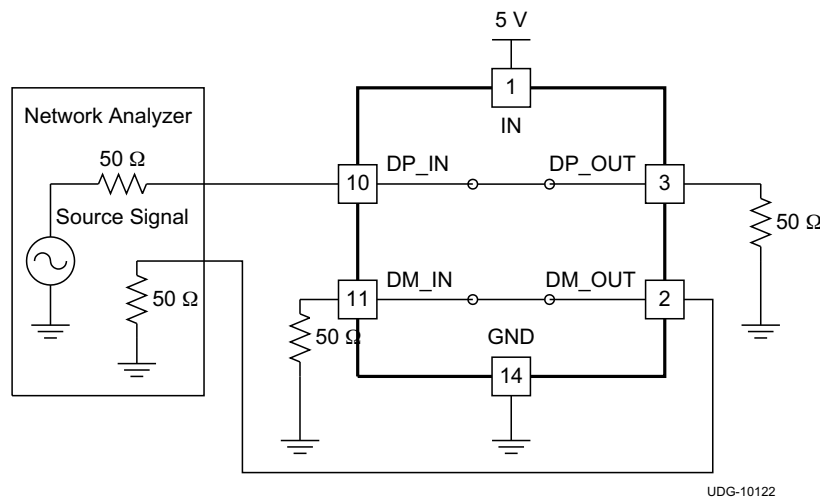 5 V
1
IN
Network Analyzer
50 Ω
Source Signal
50 Ω
DP_IN
DP_OUT
10
3
50 Ω
DM_IN
DM_OUT
11
2
50 Ω
GND
14
UDG-10122